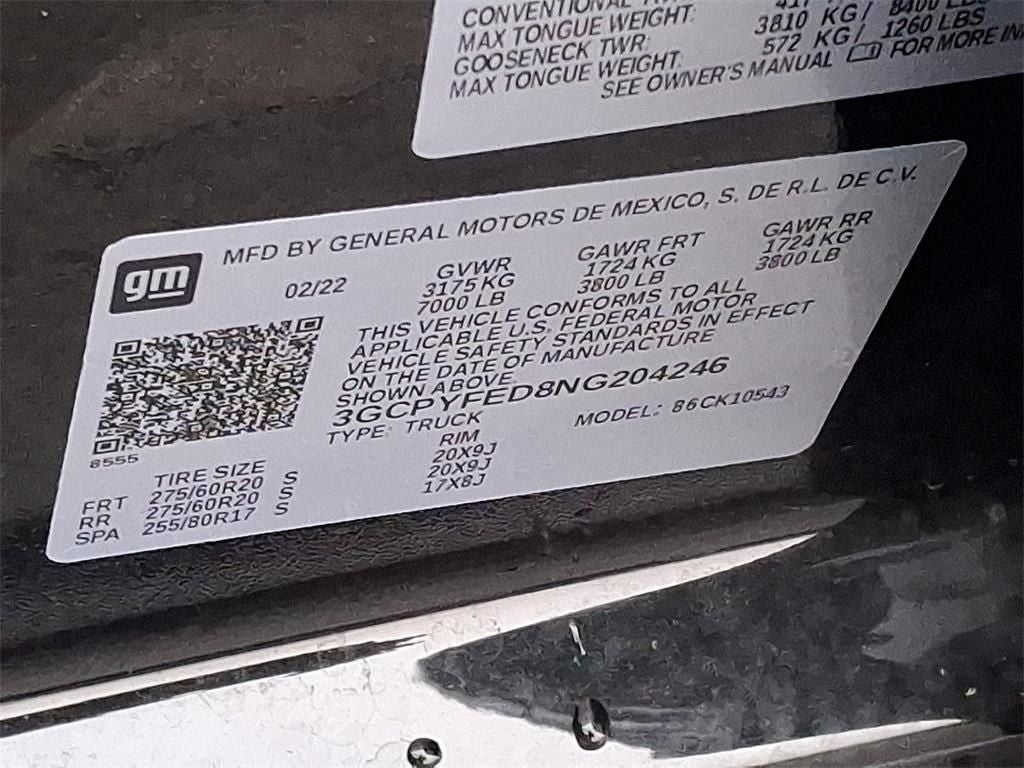 CONVENTIONAL
MAX TONGUE WEIGHT:
GOOSENECK TWR: 3810 KG/ 8400 LBS
MAX TONGUE WEIGHT: 572 KG/ 1260 LBS
SEE OWNER'S MANUAL FOR MORE
MFD BY GENERAL MOTORS DE MEXICO, S. DE R.L. DE C.V.
gm
02/22
GVWR GAWR FRT GAWR RR
3175 KG 1724 KG 1724 KG
7000 LB 3800 LB 3800 LB
THIS VEHICLE CONFORMS TO ALL
APPLICABLE U.S. FEDERAL MOTOR
VEHICLE SAFETY STANDARDS IN EFFECT
ON THE DATE OF MANUFACTURE
SHOWN ABOVE.
3GCPYFED8NG204246
TYPE: TRUCK MODEL: 86CK10543
8555
TIRE SIZE RIM
FRT 275/60R20 S 20X9J
RR 275/60R20 S 20X9J
SPA 255/80R17 S 17X8J